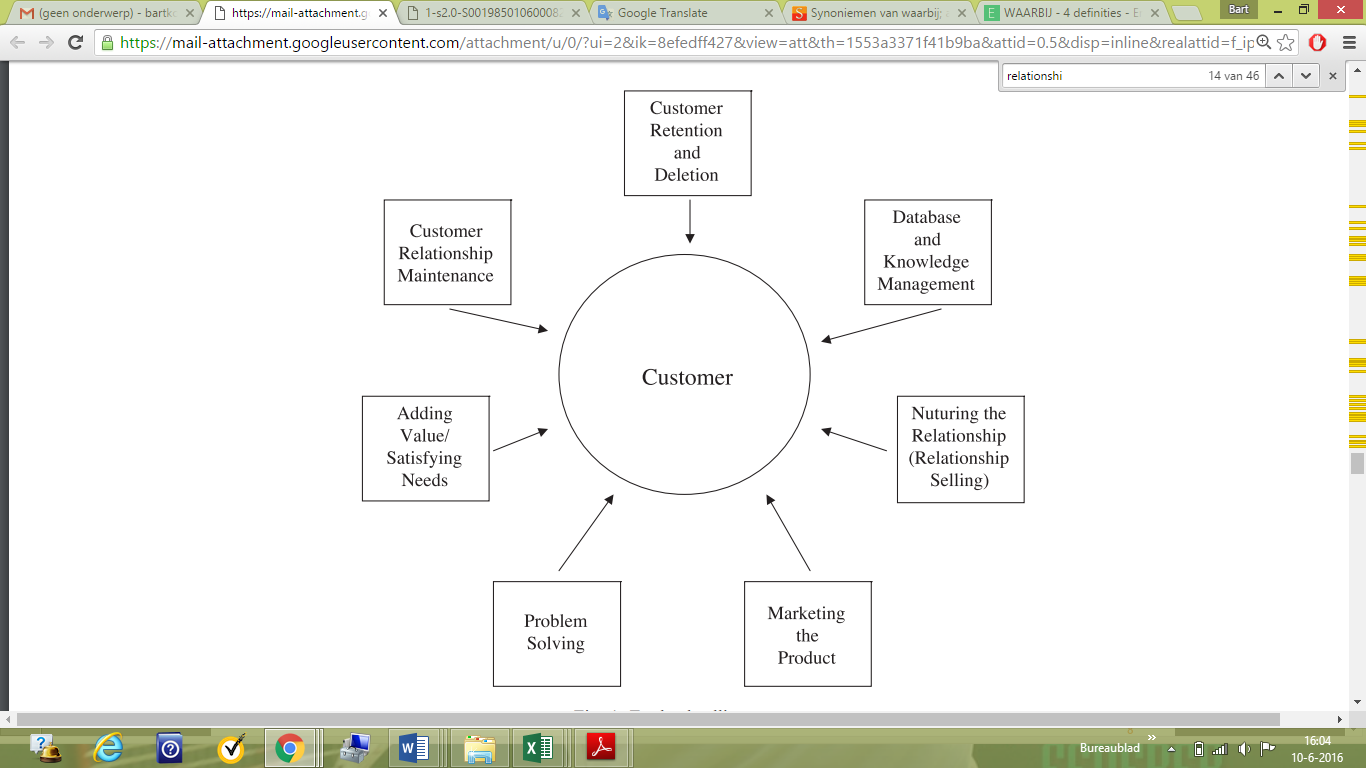 (geen onderwerp) - bartk
https://mail-attachment.g
1-s2.0-S0019850106000
Google Translate
Synoniemen van waarbij;
WAARBIJ - 4 definities - E
Bart
https://mail-attachment.googleusercontent.com/attachment/u/0/?ui=2&ik=8efedff427&view=att&th=1553a3371f41b9ba&attid=0.5&disp=inline&realattid=f_ip
relationshi
14 van 46
Customer
Retention
and
Deletion
Customer
Relationship
Maintenance
Database
and
Knowledge
Management
Customer
Adding
Value/
Satisfying
Needs
Nuturing the
Relationship
(Relationship
Selling)
Problem
Solving
Marketing
the
Product
Bureaublad
16:04
10-6-2016